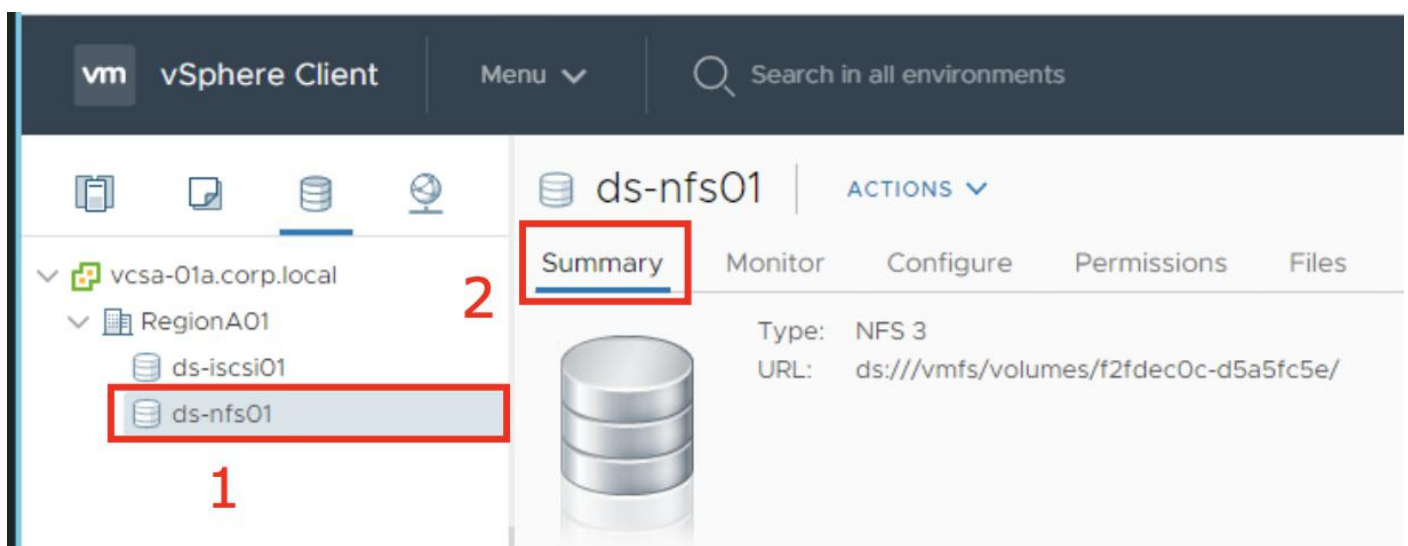 vm vSphere Client Menu Search in all environments
ds-nfs01 ACTIONS
Summary Monitor Configure Permissions Files
vcsa-01a.corp.local
RegionA01
ds-iscsi01
ds-nfs01
1
2
Type: NFS 3
URL: ds:///vmfs/volumes/f2fdec0c-d5a5fc5e/